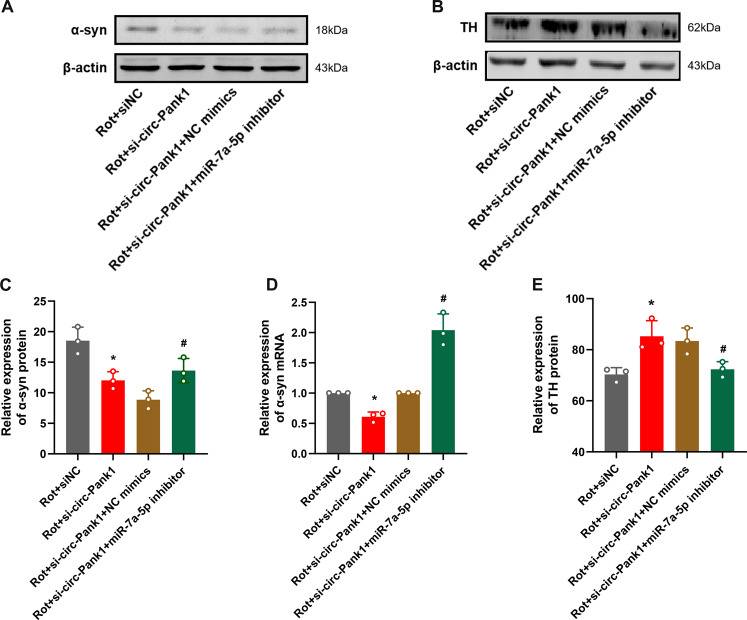 A
α-syn
18kDa
β-actin
43kDa
Rot+siNC
Rot+si-circ-Pank1
Rot+si-circ-Pank1+NC mimics
Rot+si-circ-Pank1+miR-7a-5p inhibitor
B
TH
62kDa
β-actin
43kDa
Rot+siNC
Rot+si-circ-Pank1
Rot+si-circ-Pank1+NC mimics
Rot+si-circ-Pank1+miR-7a-5p inhibitor
C
Relative expression
of α-syn protein
25
20
15
10
5
0
*
#
Rot+siNC
Rot+si-circ-Pank1
Rot+si-circ-Pank1+NC mimics
Rot+si-circ-Pank1+miR-7a-5p inhibitor
D
Relative expression
of α-syn mRNA
2.5
2.0
1.5
1.0
0.5
0.0
*
#
Rot+siNC
Rot+si-circ-Pank1
Rot+si-circ-Pank1+NC mimics
Rot+si-circ-Pank1+miR-7a-5p inhibitor
E
Relative expression
of TH protein
100
80
60
40
*
#
Rot+siNC
Rot+si-circ-Pank1
Rot+si-circ-Pank1+NC mimics
Rot+si-circ-Pank1+miR-7a-5p inhibitor